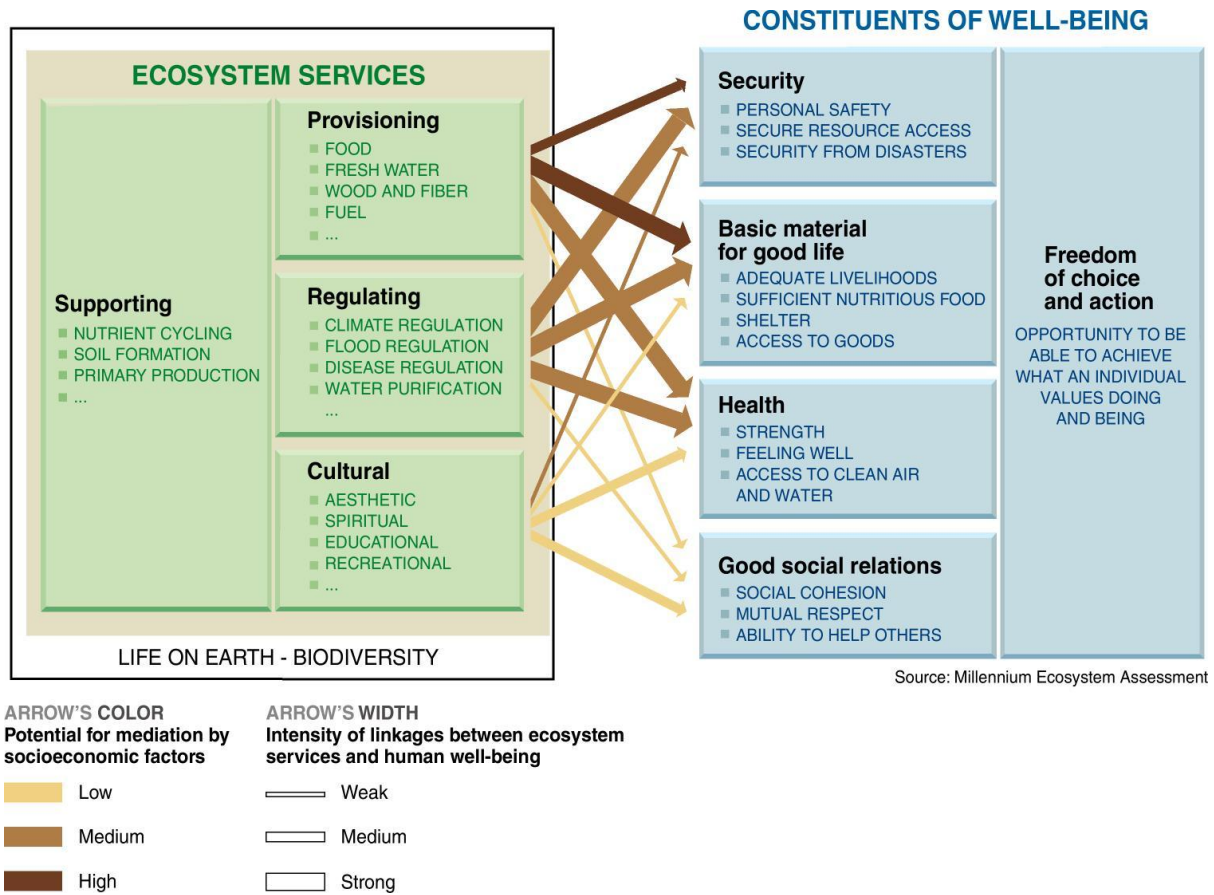 CONSTITUENTS OF WELL-BEING
ECOSYSTEM SERVICES
Supporting
NUTRIENT CYCLING
SOIL FORMATION
PRIMARY PRODUCTION
...
Provisioning
FOOD
FRESH WATER
WOOD AND FIBER
FUEL
...
Regulating
CLIMATE REGULATION
FLOOD REGULATION
DISEASE REGULATION
WATER PURIFICATION
...
Cultural
AESTHETIC
SPIRITUAL
EDUCATIONAL
RECREATIONAL
...
LIFE ON EARTH - BIODIVERSITY
Security
PERSONAL SAFETY
SECURE RESOURCE ACCESS
SECURITY FROM DISASTERS
Basic material
for good life
ADEQUATE LIVELIHOODS
SUFFICIENT NUTRITIOUS FOOD
SHELTER
ACCESS TO GOODS
Health
STRENGTH
FEELING WELL
ACCESS TO CLEAN AIR
AND WATER
Good social relations
SOCIAL COHESION
MUTUAL RESPECT
ABILITY TO HELP OTHERS
Freedom
of choice
and action
OPPORTUNITY TO BE
ABLE TO ACHIEVE
WHAT AN INDIVIDUAL
VALUES DOING
AND BEING
Source: Millennium Ecosystem Assessment
ARROW'S COLOR
Potential for mediation by
socioeconomic factors
Low
Medium
High
ARROW'S WIDTH
Intensity of linkages between ecosystem
services and human well-being
Weak
Medium
Strong